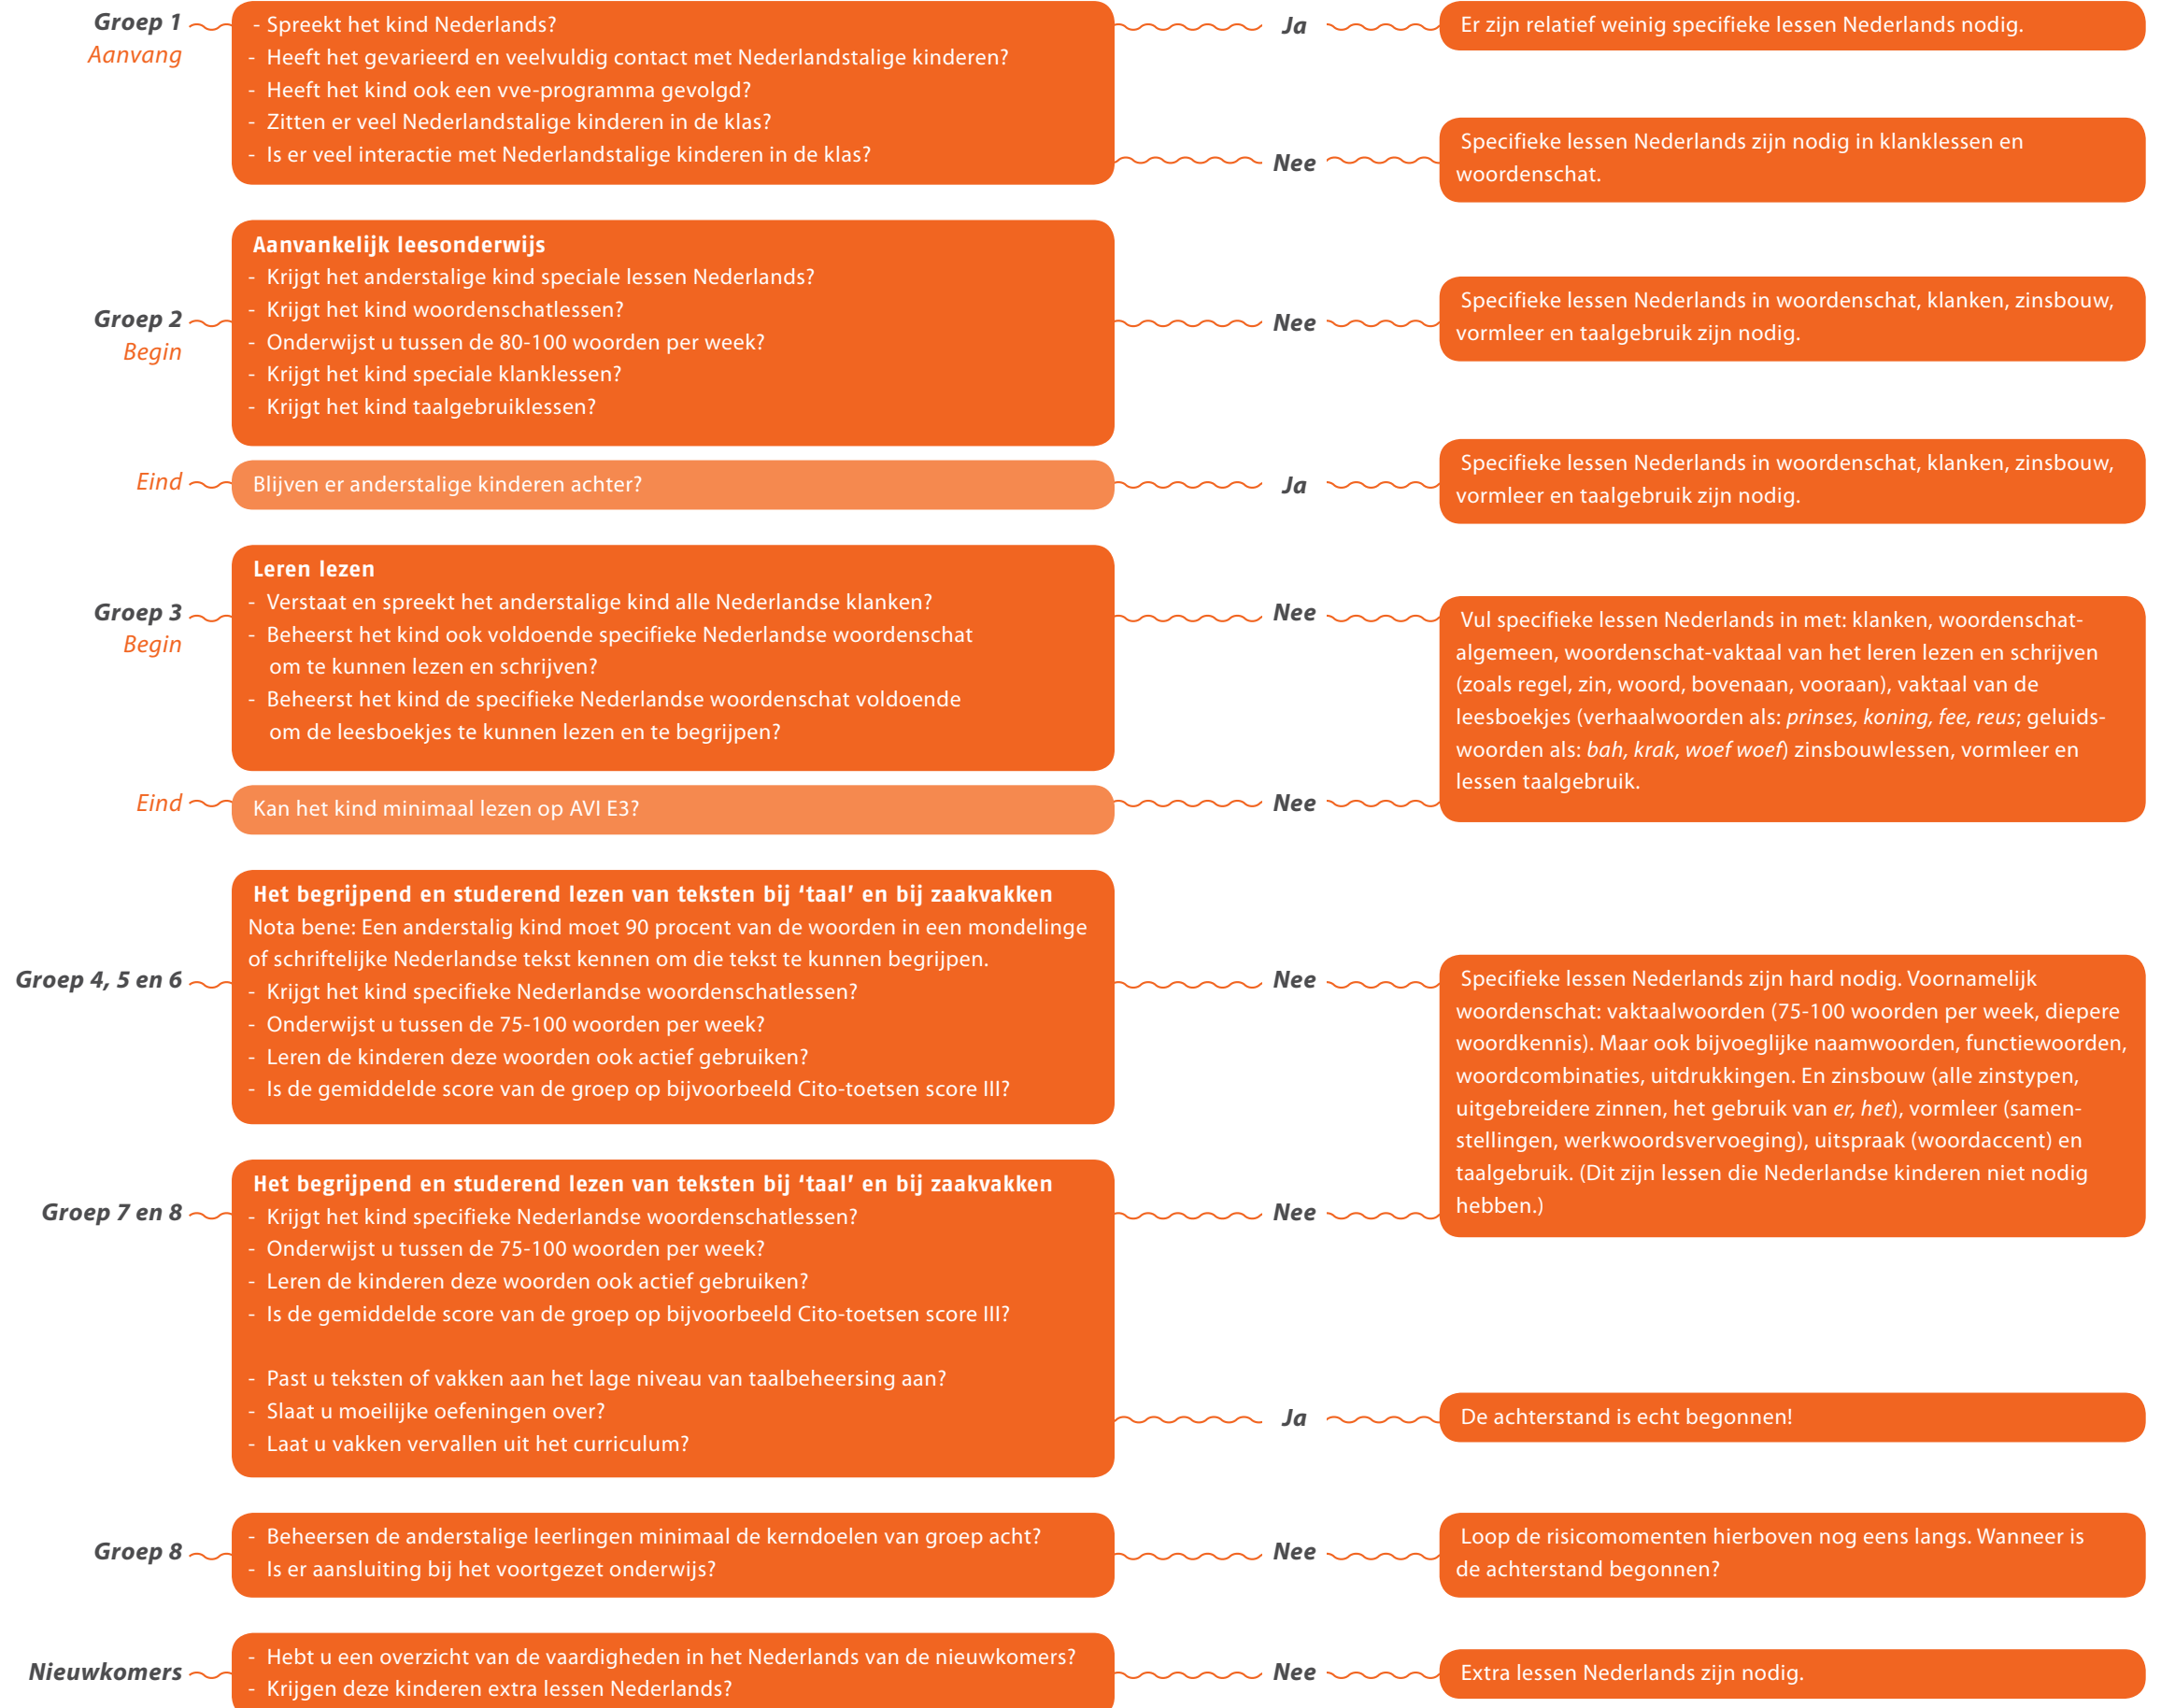 Groep 1
Aanvang
- Spreekt het kind Nederlands?
- Heeft het gevarieerd en veelvuldig contact met Nederlandstalige kinderen?
- Heeft het kind ook een vve-programma gevolgd?
- Zitten er veel Nederlandstalige kinderen in de klas?
- Is er veel interactie met Nederlandstalige kinderen in de klas?
Ja
Er zijn relatief weinig specifieke lessen Nederlands nodig.
Nee
Specifieke lessen Nederlands zijn nodig in klanklessen en
woordenschat.
Groep 2
Begin
Aanvankelijk leesonderwijs
- Krijgt het anderstalige kind speciale lessen Nederlands?
- Krijgt het kind woordenschatlessen?
- Onderwijst u tussen de 80-100 woorden per week?
- Krijgt het kind speciale klanklessen?
- Krijgt het kind taalgebruiklessen?
Nee
Specifieke lessen Nederlands in woordenschat, klanken, zinsbouw,
vormleer en taalgebruik zijn nodig.
Eind
Blijven er anderstalige kinderen achter?
Ja
Specifieke lessen Nederlands in woordenschat, klanken, zinsbouw,
vormleer en taalgebruik zijn nodig.
Groep 3
Begin
Leren lezen
- Verstaat en spreekt het anderstalige kind alle Nederlandse klanken?
- Beheerst het kind ook voldoende specifieke Nederlandse woordenschat
om te kunnen lezen en schrijven?
- Beheerst het kind de specifieke Nederlandse woordenschat voldoende
om de leesboekjes te kunnen lezen en te begrijpen?
Nee
Vul specifieke lessen Nederlands in met: klanken, woordenschat-
algemeen, woordenschat-vaktaal van het leren lezen en schrijven
(zoals regel, zin, woord, bovenaan, vooraan), vaktaal van de
leesboekjes (verhaalwoorden als: prinses, koning, fee, reus; geluids-
woorden als: bah, krak, woef woef) zinsbouwlessen, vormleer en
lessen taalgebruik.
Eind
Kan het kind minimaal lezen op AVI E3?
Nee
Groep 4, 5 en 6
Het begrijpend en studerend lezen van teksten bij ‘taal’ en bij zaakvakken
Nota bene: Een anderstalig kind moet 90 procent van de woorden in een mondelinge
of schriftelijke Nederlandse tekst kennen om die tekst te kunnen begrijpen.
- Krijgt het kind specifieke Nederlandse woordenschatlessen?
- Onderwijst u tussen de 75-100 woorden per week?
- Leren de kinderen deze woorden ook actief gebruiken?
- Is de gemiddelde score van de groep op bijvoorbeeld Cito-toetsen score III?
Nee
Specifieke lessen Nederlands zijn hard nodig. Voornamelijk
woordenschat: vaktaalwoorden (75-100 woorden per week, diepere
woordkennis). Maar ook bijvoeglijke naamwoorden, functiewoorden,
woordcombinaties, uitdrukkingen. En zinsbouw (alle zinstypen,
uitgebreidere zinnen, het gebruik van er, het), vormleer (samen-
stellingen, werkwoordsvervoeging), uitspraak (woordaccent) en
taalgebruik. (Dit zijn lessen die Nederlandse kinderen niet nodig
hebben.)
Groep 7 en 8
Het begrijpend en studerend lezen van teksten bij ‘taal’ en bij zaakvakken
- Krijgt het kind specifieke Nederlandse woordenschatlessen?
- Onderwijst u tussen de 75-100 woorden per week?
- Leren de kinderen deze woorden ook actief gebruiken?
- Is de gemiddelde score van de groep op bijvoorbeeld Cito-toetsen score III?
Nee
- Past u teksten of vakken aan het lage niveau van taalbeheersing aan?
- Slaat u moeilijke oefeningen over?
- Laat u vakken vervallen uit het curriculum?
Ja
De achterstand is echt begonnen!
Groep 8
- Beheersen de anderstalige leerlingen minimaal de kerndoelen van groep acht?
- Is er aansluiting bij het voortgezet onderwijs?
Nee
Loop de risicomomenten hierboven nog eens langs. Wanneer is
de achterstand begonnen?
Nieuwkomers
- Hebt u een overzicht van de vaardigheden in het Nederlands van de nieuwkomers?
- Krijgen deze kinderen extra lessen Nederlands?
Nee
Extra lessen Nederlands zijn nodig.